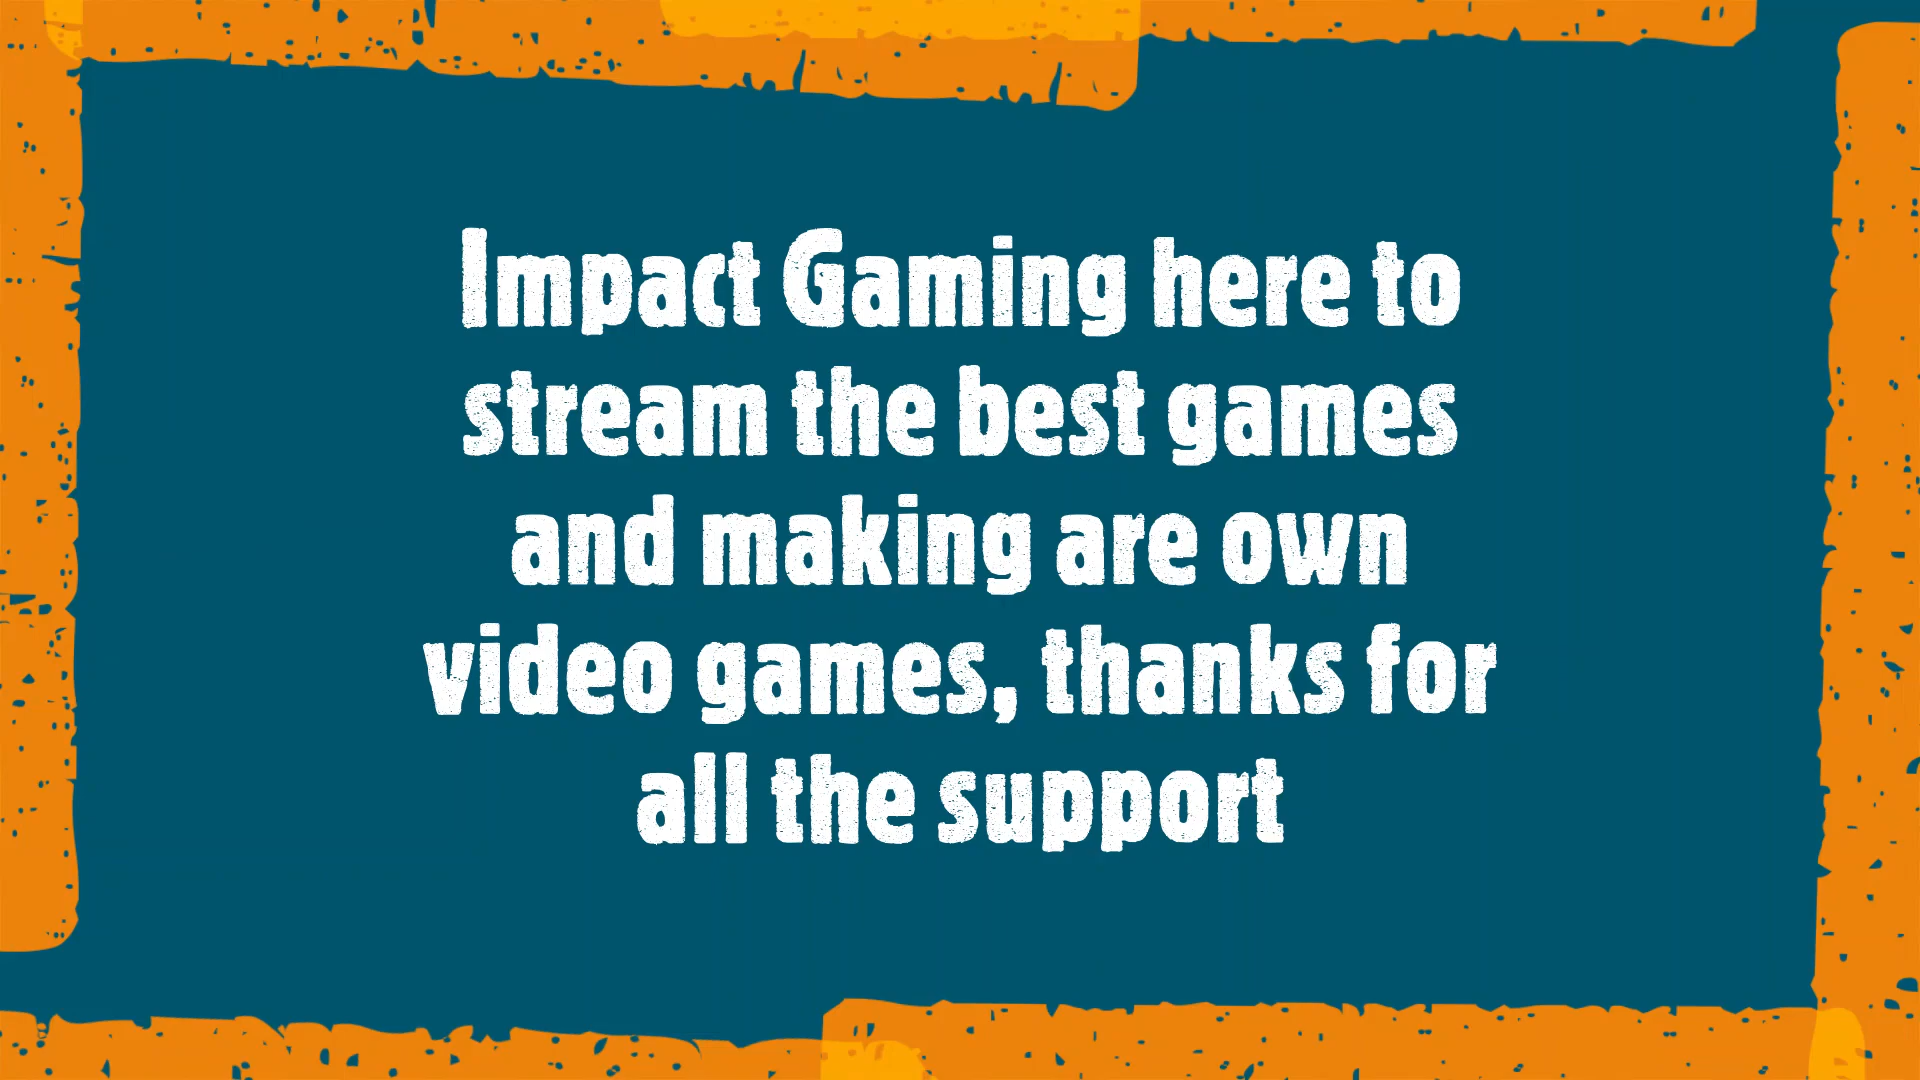 Impact Gaming here to
stream the best games
and making are own
video games, thanks for
all the support